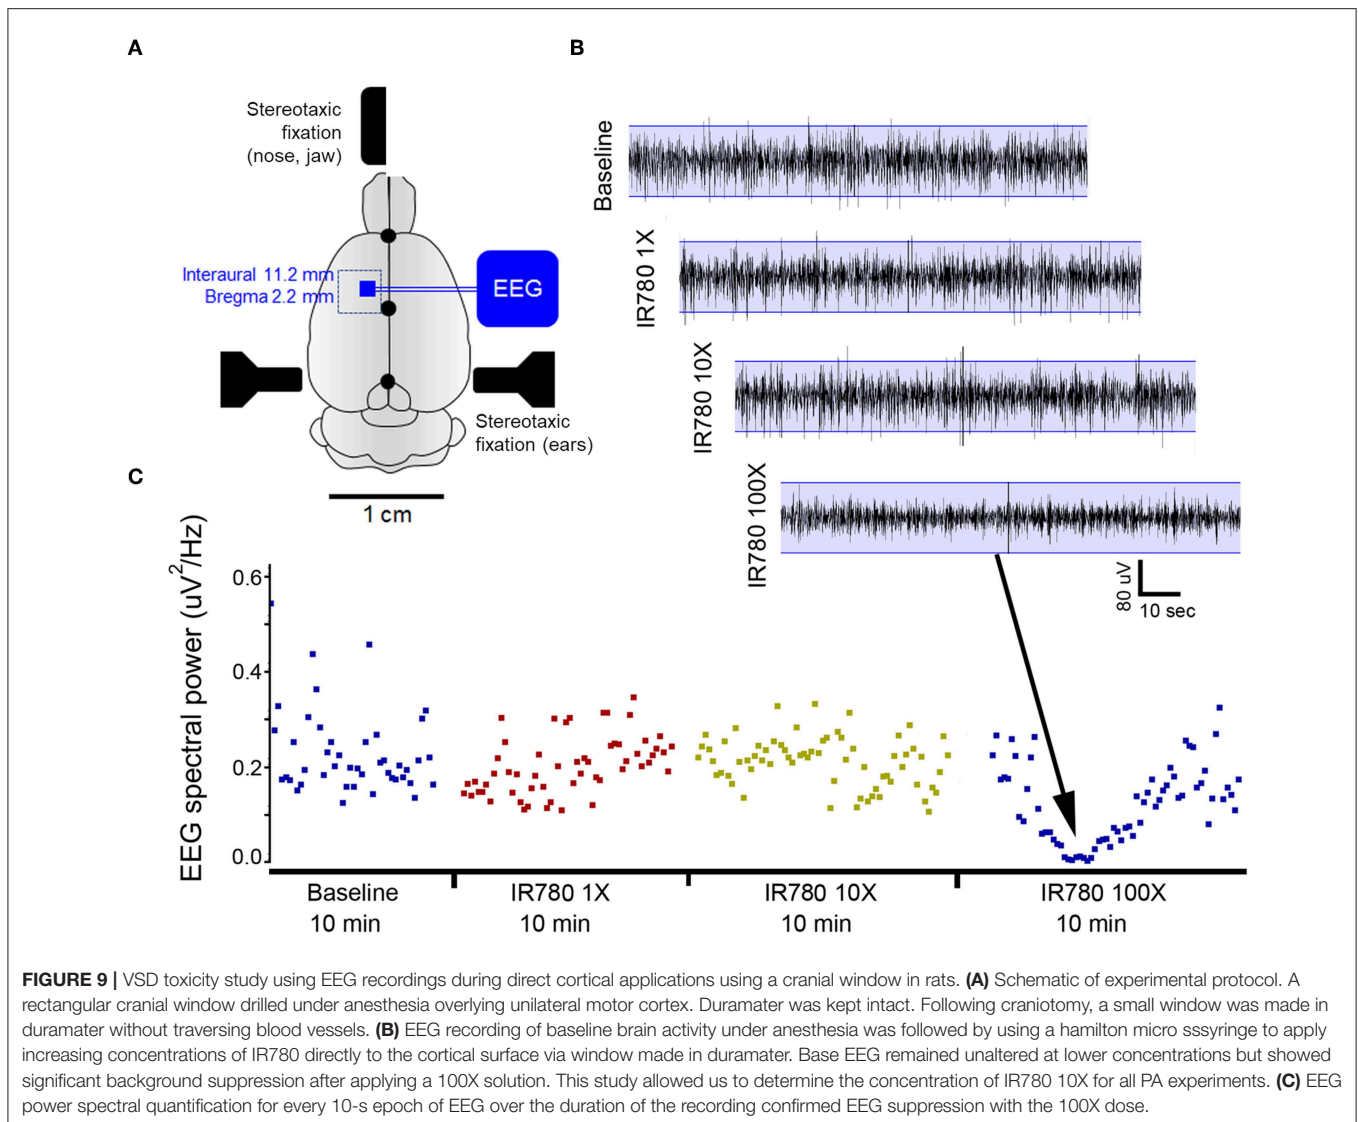 A
B
Stereotaxic
fixation
(nose, jaw)
Interaural 11.2 mm
Bregma 2.2 mm
EEG
Stereotaxic
fixation (ears)
1 cm
Baseline
IR780 1X
IR780 10X
IR780 100X
80 uV
10 sec
C
EEG spectral power (uV²/Hz)
0.6
0.4
0.2
0.0
Baseline
10 min
IR780 1X
10 min
IR780 10X
10 min
IR780 100X
10 min
FIGURE 9 | VSD toxicity study using EEG recordings during direct cortical applications using a cranial window in rats. (A) Schematic of experimental protocol. A
rectangular cranial window drilled under anesthesia overlying unilateral motor cortex. Duramater was kept intact. Following craniotomy, a small window was made in
duramater without traversing blood vessels. (B) EEG recording of baseline brain activity under anesthesia was followed by using a hamilton micro sssyringe to apply
increasing concentrations of IR780 directly to the cortical surface via window made in duramater. Base EEG remained unaltered at lower concentrations but showed
significant background suppression after applying a 100X solution. This study allowed us to determine the concentration of IR780 10X for all PA experiments. (C) EEG
power spectral quantification for every 10-s epoch of EEG over the duration of the recording confirmed EEG suppression with the 100X dose.